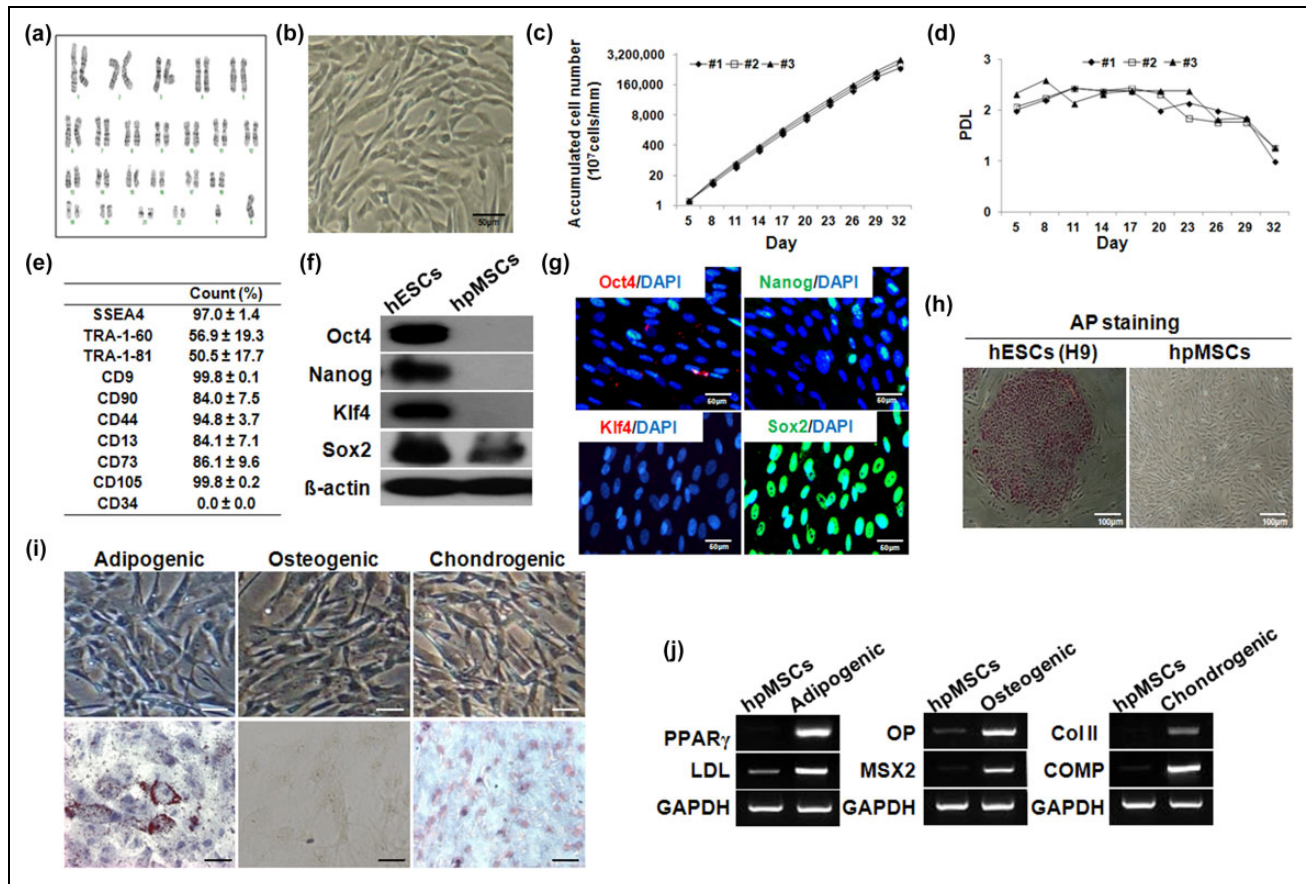 (a)
(b)
50µm
(c)
#1 #2 #3
Accumulated cell number
(10⁷cells/mm)
3,200,000
160,000
8,000
400
20
1
5 8 11 14 17 20 23 26 29 32
Day
(d)
#1 #2 #3
PDL
3
2
1
0
5 8 11 14 17 20 23 26 29 32
Day
(e)
Count (%)
SSEA4 97.0 ± 1.4
TRA-1-60 56.9 ± 19.3
TRA-1-81 50.5 ± 17.7
CD9 99.8 ± 0.1
CD90 84.0 ± 7.5
CD44 94.8 ± 3.7
CD13 84.1 ± 7.1
CD73 86.1 ± 9.6
CD105 99.8 ± 0.2
CD34 0.0 ± 0.0
(f)
hESCs hpMSCs
Oct4
Nanog
Klf4
Sox2
ß-actin
(g)
Oct4/DAPI Nanog/DAPI
60µm 60µm
Klf4/DAPI Sox2/DAPI
60µm 60µm
(h)
AP staining
hESCs (H9) hpMSCs
100µm 100µm
(i)
Adipogenic Osteogenic Chondrogenic
(j)
hpMSCs Adipogenic
PPARγ
LDL
GAPDH
hpMSCs Osteogenic
OP
MSX2
GAPDH
hpMSCs Chondrogenic
Col II
COMP
GAPDH